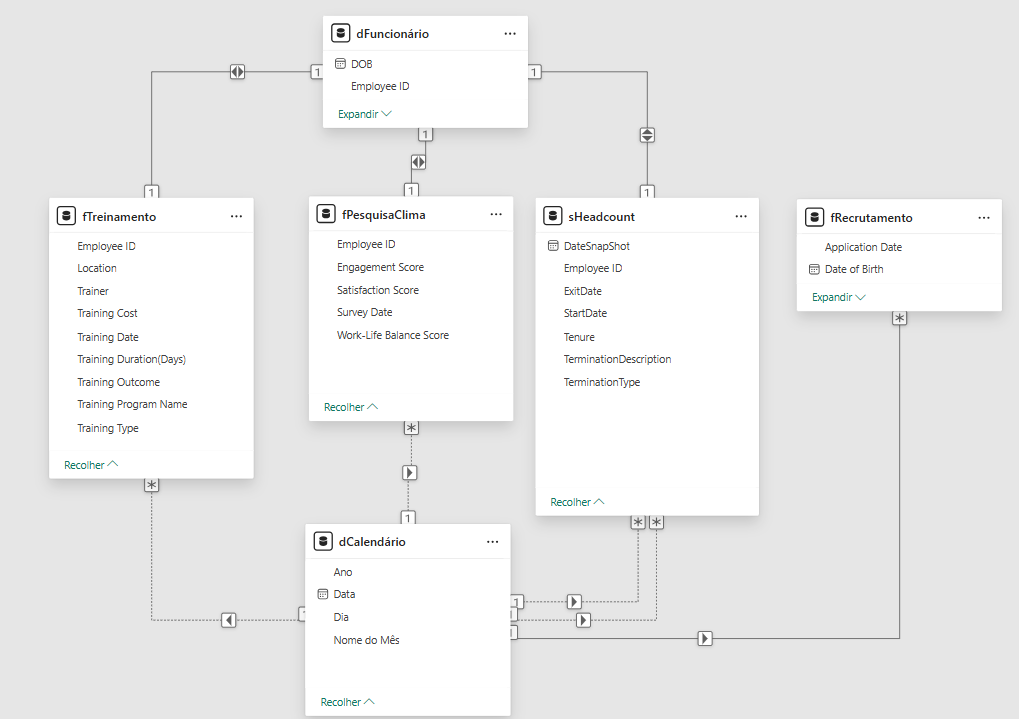 dFuncionário
DOB
Employee ID
Expandir
1
1
1
1
1
1
fTreinamento
Employee ID
Location
Trainer
Training Cost
Training Date
Training Duration(Days)
Training Outcome
Training Program Name
Training Type
Recolher
*
fPesquisaClima
Employee ID
Engagement Score
Satisfaction Score
Survey Date
Work-Life Balance Score
Recolher
*
sHeadcount
DateSnapShot
Employee ID
ExitDate
StartDate
Tenure
TerminationDescription
TerminationType
Recolher
*
*
fRecrutamento
Application Date
Date of Birth
Expandir
*
1
dCalendário
Ano
Data
Dia
Nome do Mês
Recolher
1
1
1
1